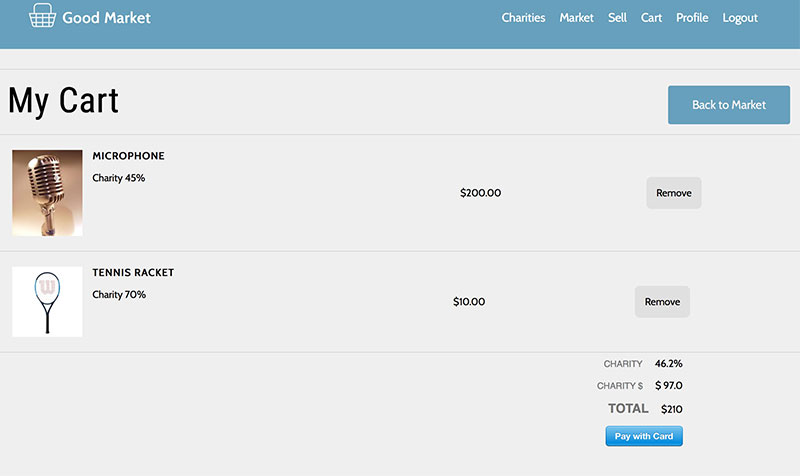 Good Market
Charities Market Sell Cart Profile Logout
My Cart
Back to Market
MICROPHONE
Charity 45%
$200.00
Remove
W
TENNIS RACKET
Charity 70%
$10.00
Remove
CHARITY 46.2%
CHARITY $ $ 97.0
TOTAL $210
Pay with Card